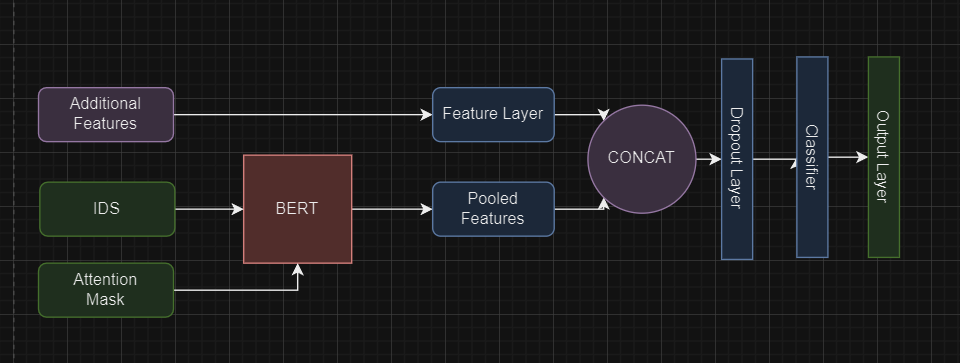 Additional
Features
Feature Layer
IDS
BERT
Pooled
Features
Attention
Mask
CONCAT
Dropout Layer
Classifier
Output Layer